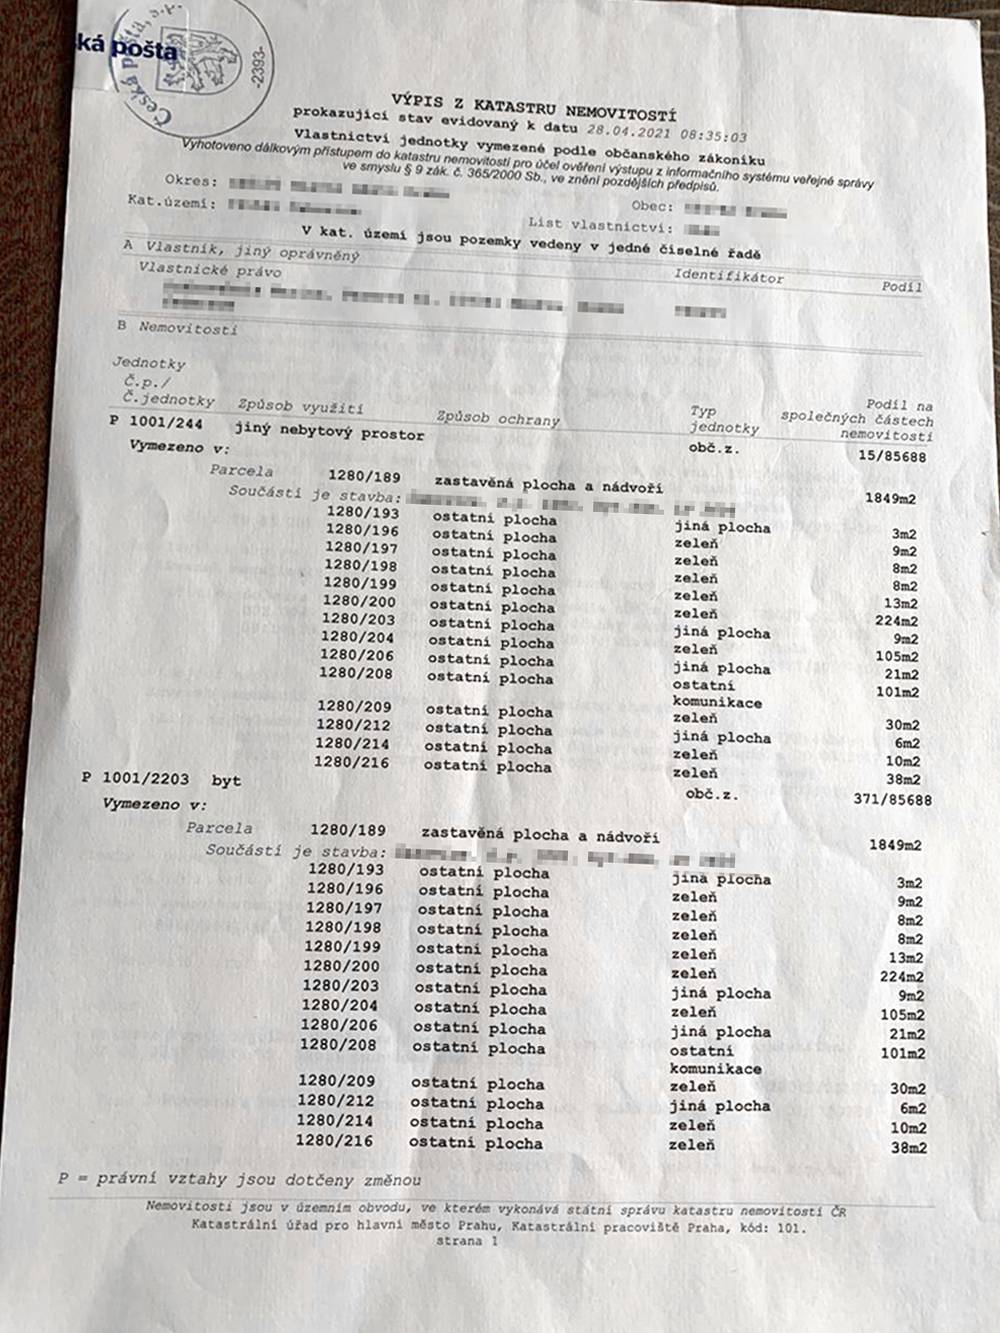 ká pošta
Česká pošta, s.p.
-2393-
VÝPIS Z KATASTRU NEMOVITOSTÍ
prokazující stav evidovaný k datu 28.04.2021 08:35:03
Vlastnictví jednotky vymezené podle občanského zákoníku
Vyhotoveno dálkovým přístupem do katastru nemovitostí pro účel ověření výstupu z informačního systému veřejné správy
ve smyslu § 9 zák. č. 365/2000 Sb., ve znění pozdějších předpisů.
Okres: Obec:
Kat.území: List vlastnictví:
V kat. území jsou pozemky vedeny v jedné číselné řadě
A Vlastník, jiný oprávněný Identifikátor Podíl
Vlastnické právo
B Nemovitosti
Jednotky
Č.p./
Č.jednotky Způsob využití Způsob ochrany Typ jednotky Podíl na společných částech nemovitosti
P 1001/244 jiný nebytový prostor obč.z. 15/85688
Vymezeno v:
Parcela 1280/189 zastavěná plocha a nádvoří 1849m2
Součástí je stavba:
1280/193 ostatní plocha jiná plocha 3m2
1280/196 ostatní plocha zeleň 9m2
1280/197 ostatní plocha zeleň 8m2
1280/198 ostatní plocha zeleň 8m2
1280/199 ostatní plocha zeleň 13m2
1280/200 ostatní plocha zeleň 224m2
1280/203 ostatní plocha jiná plocha 9m2
1280/204 ostatní plocha zeleň 105m2
1280/206 ostatní plocha jiná plocha 21m2
1280/208 ostatní plocha ostatní 101m2
komunikace
1280/209 ostatní plocha zeleň 30m2
1280/212 ostatní plocha jiná plocha 6m2
1280/214 ostatní plocha zeleň 10m2
1280/216 ostatní plocha zeleň 38m2
P 1001/2203 byt obč.z. 371/85688
Vymezeno v:
Parcela 1280/189 zastavěná plocha a nádvoří 1849m2
Součástí je stavba:
1280/193 ostatní plocha jiná plocha 3m2
1280/196 ostatní plocha zeleň 9m2
1280/197 ostatní plocha zeleň 8m2
1280/198 ostatní plocha zeleň 8m2
1280/199 ostatní plocha zeleň 13m2
1280/200 ostatní plocha zeleň 224m2
1280/203 ostatní plocha jiná plocha 9m2
1280/204 ostatní plocha zeleň 105m2
1280/206 ostatní plocha jiná plocha 21m2
1280/208 ostatní plocha ostatní 101m2
komunikace
1280/209 ostatní plocha zeleň 30m2
1280/212 ostatní plocha jiná plocha 6m2
1280/214 ostatní plocha zeleň 10m2
1280/216 ostatní plocha zeleň 38m2
P = právní vztahy jsou dotčeny změnou
Nemovitosti jsou v územním obvodu, ve kterém vykonává státní správu katastru nemovitostí ČR
Katastrální úřad pro hlavní město Prahu, Katastrální pracoviště Praha, kód: 101.
strana 1